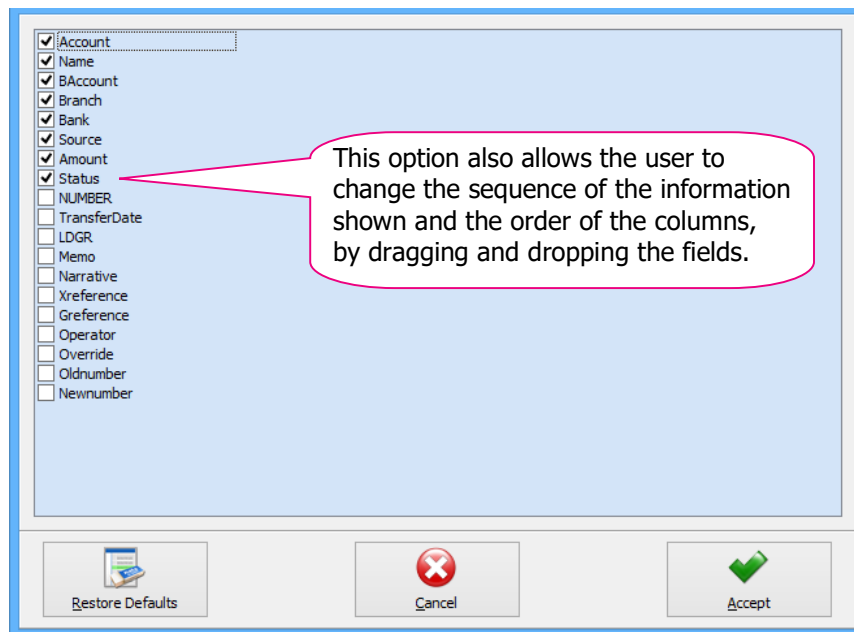 Account
Name
BAccount
Branch
Bank
Source
Amount
Status
NUMBER
TransferDate
LDGR
Memo
Narrative
Xreference
Greference
Operator
Override
Oldnumber
Newnumber
This option also allows the user to
change the sequence of the information
shown and the order of the columns,
by dragging and dropping the fields.
Restore Defaults
Cancel
Accept